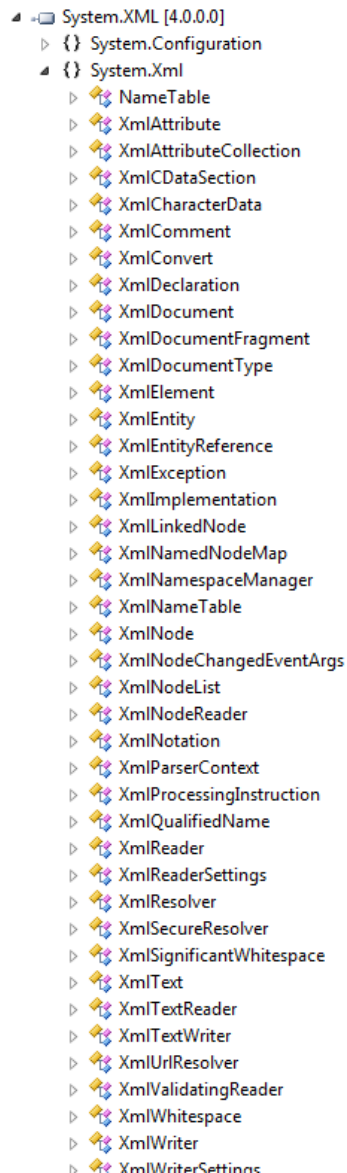 System.XML [4.0.0.0]
{} System.Configuration
{} System.Xml
NameTable
XmlAttribute
XmlAttributeCollection
XmlCDataSection
XmlCharacterData
XmlComment
XmlConvert
XmlDeclaration
XmlDocument
XmlDocumentFragment
XmlDocumentType
XmlElement
XmlEntity
XmlEntityReference
XmlException
XmlImplementation
XmlLinkedNode
XmlNamedNodeMap
XmlNamespaceManager
XmlNameTable
XmlNode
XmlNodeChangedEventArgs
XmlNodeList
XmlNodeReader
XmlNotation
XmlParserContext
XmlProcessingInstruction
XmlQualifiedName
XmlReader
XmlReaderSettings
XmlResolver
XmlSecureResolver
XmlSignificantWhitespace
XmlText
XmlTextReader
XmlTextWriter
XmlUrlResolver
XmlValidatingReader
XmlWhitespace
XmlWriter
XmlWriterSettings